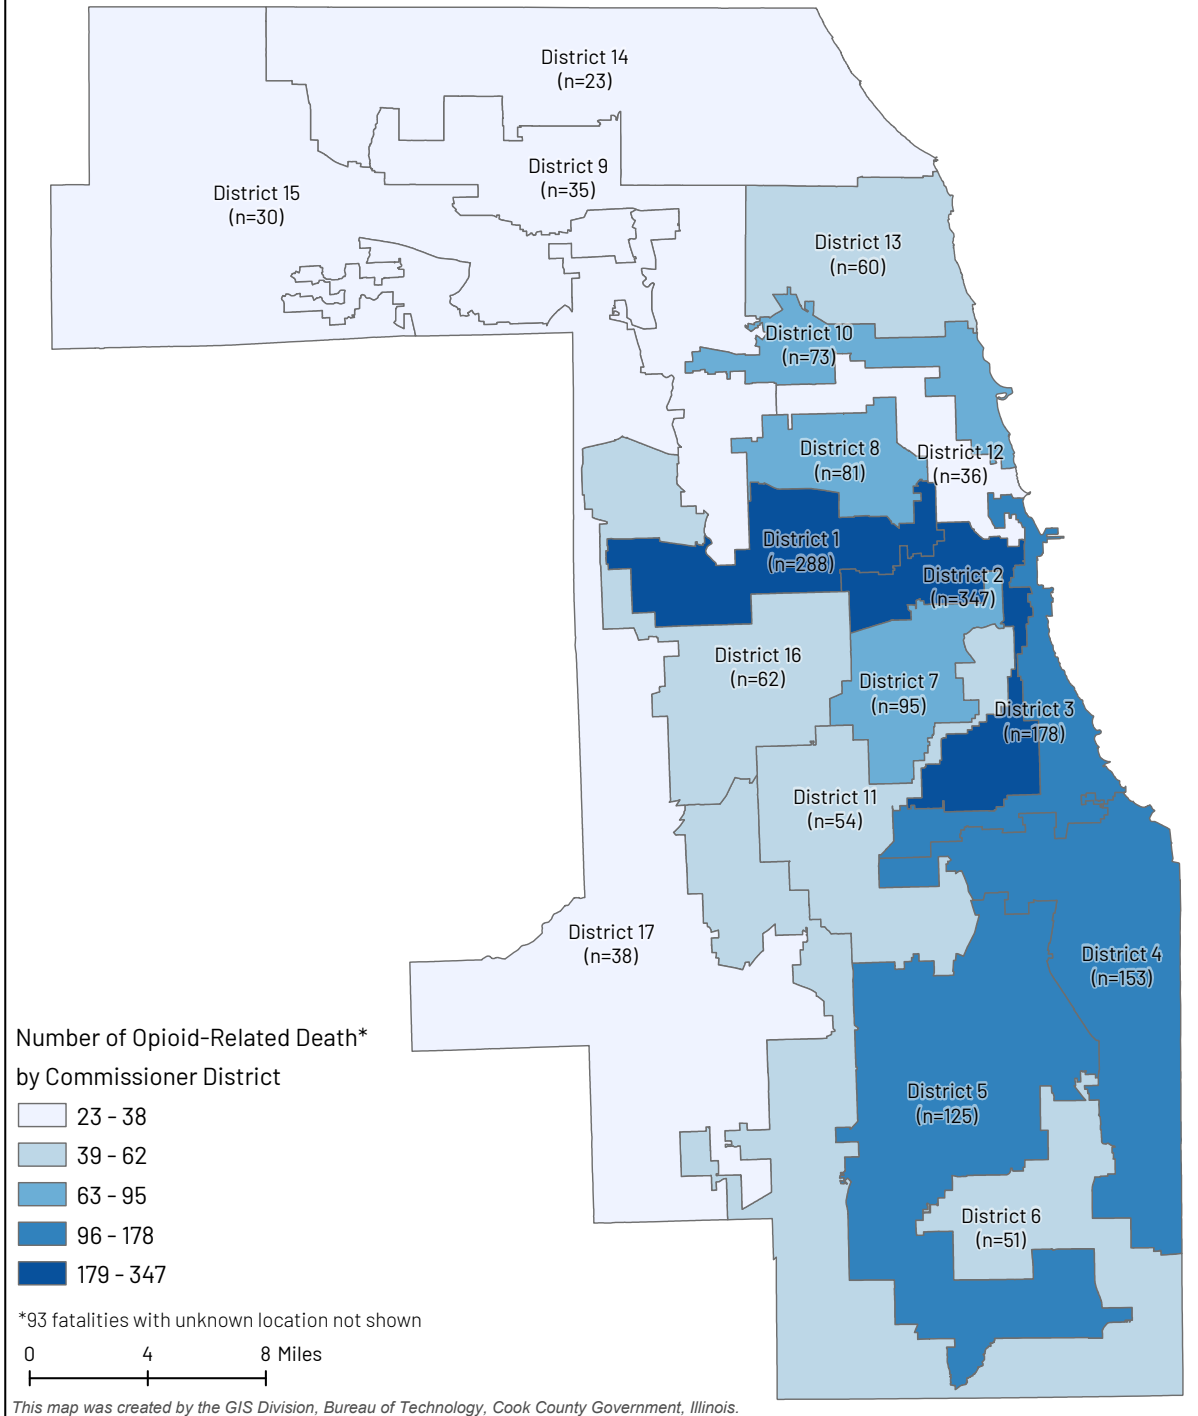 District 14
(n=23)
District 9
(n=35)
District 15
(n=30)
District 13
(n=60)
District 10
(n=73)
District 8
(n=81)
District 12
(n=36)
District 1
(n=288)
District 2
(n=347)
District 16
(n=62)
District 7
(n=95)
District 3
(n=178)
District 11
(n=54)
District 17
(n=38)
District 4
(n=153)
District 5
(n=125)
District 6
(n=51)
Number of Opioid-Related Death*
by Commissioner District
23 - 38
39 - 62
63 - 95
96 - 178
179 - 347
*93 fatalities with unknown location not shown
0 4 8 Miles
This map was created by the GIS Division, Bureau of Technology, Cook County Government, Illinois.